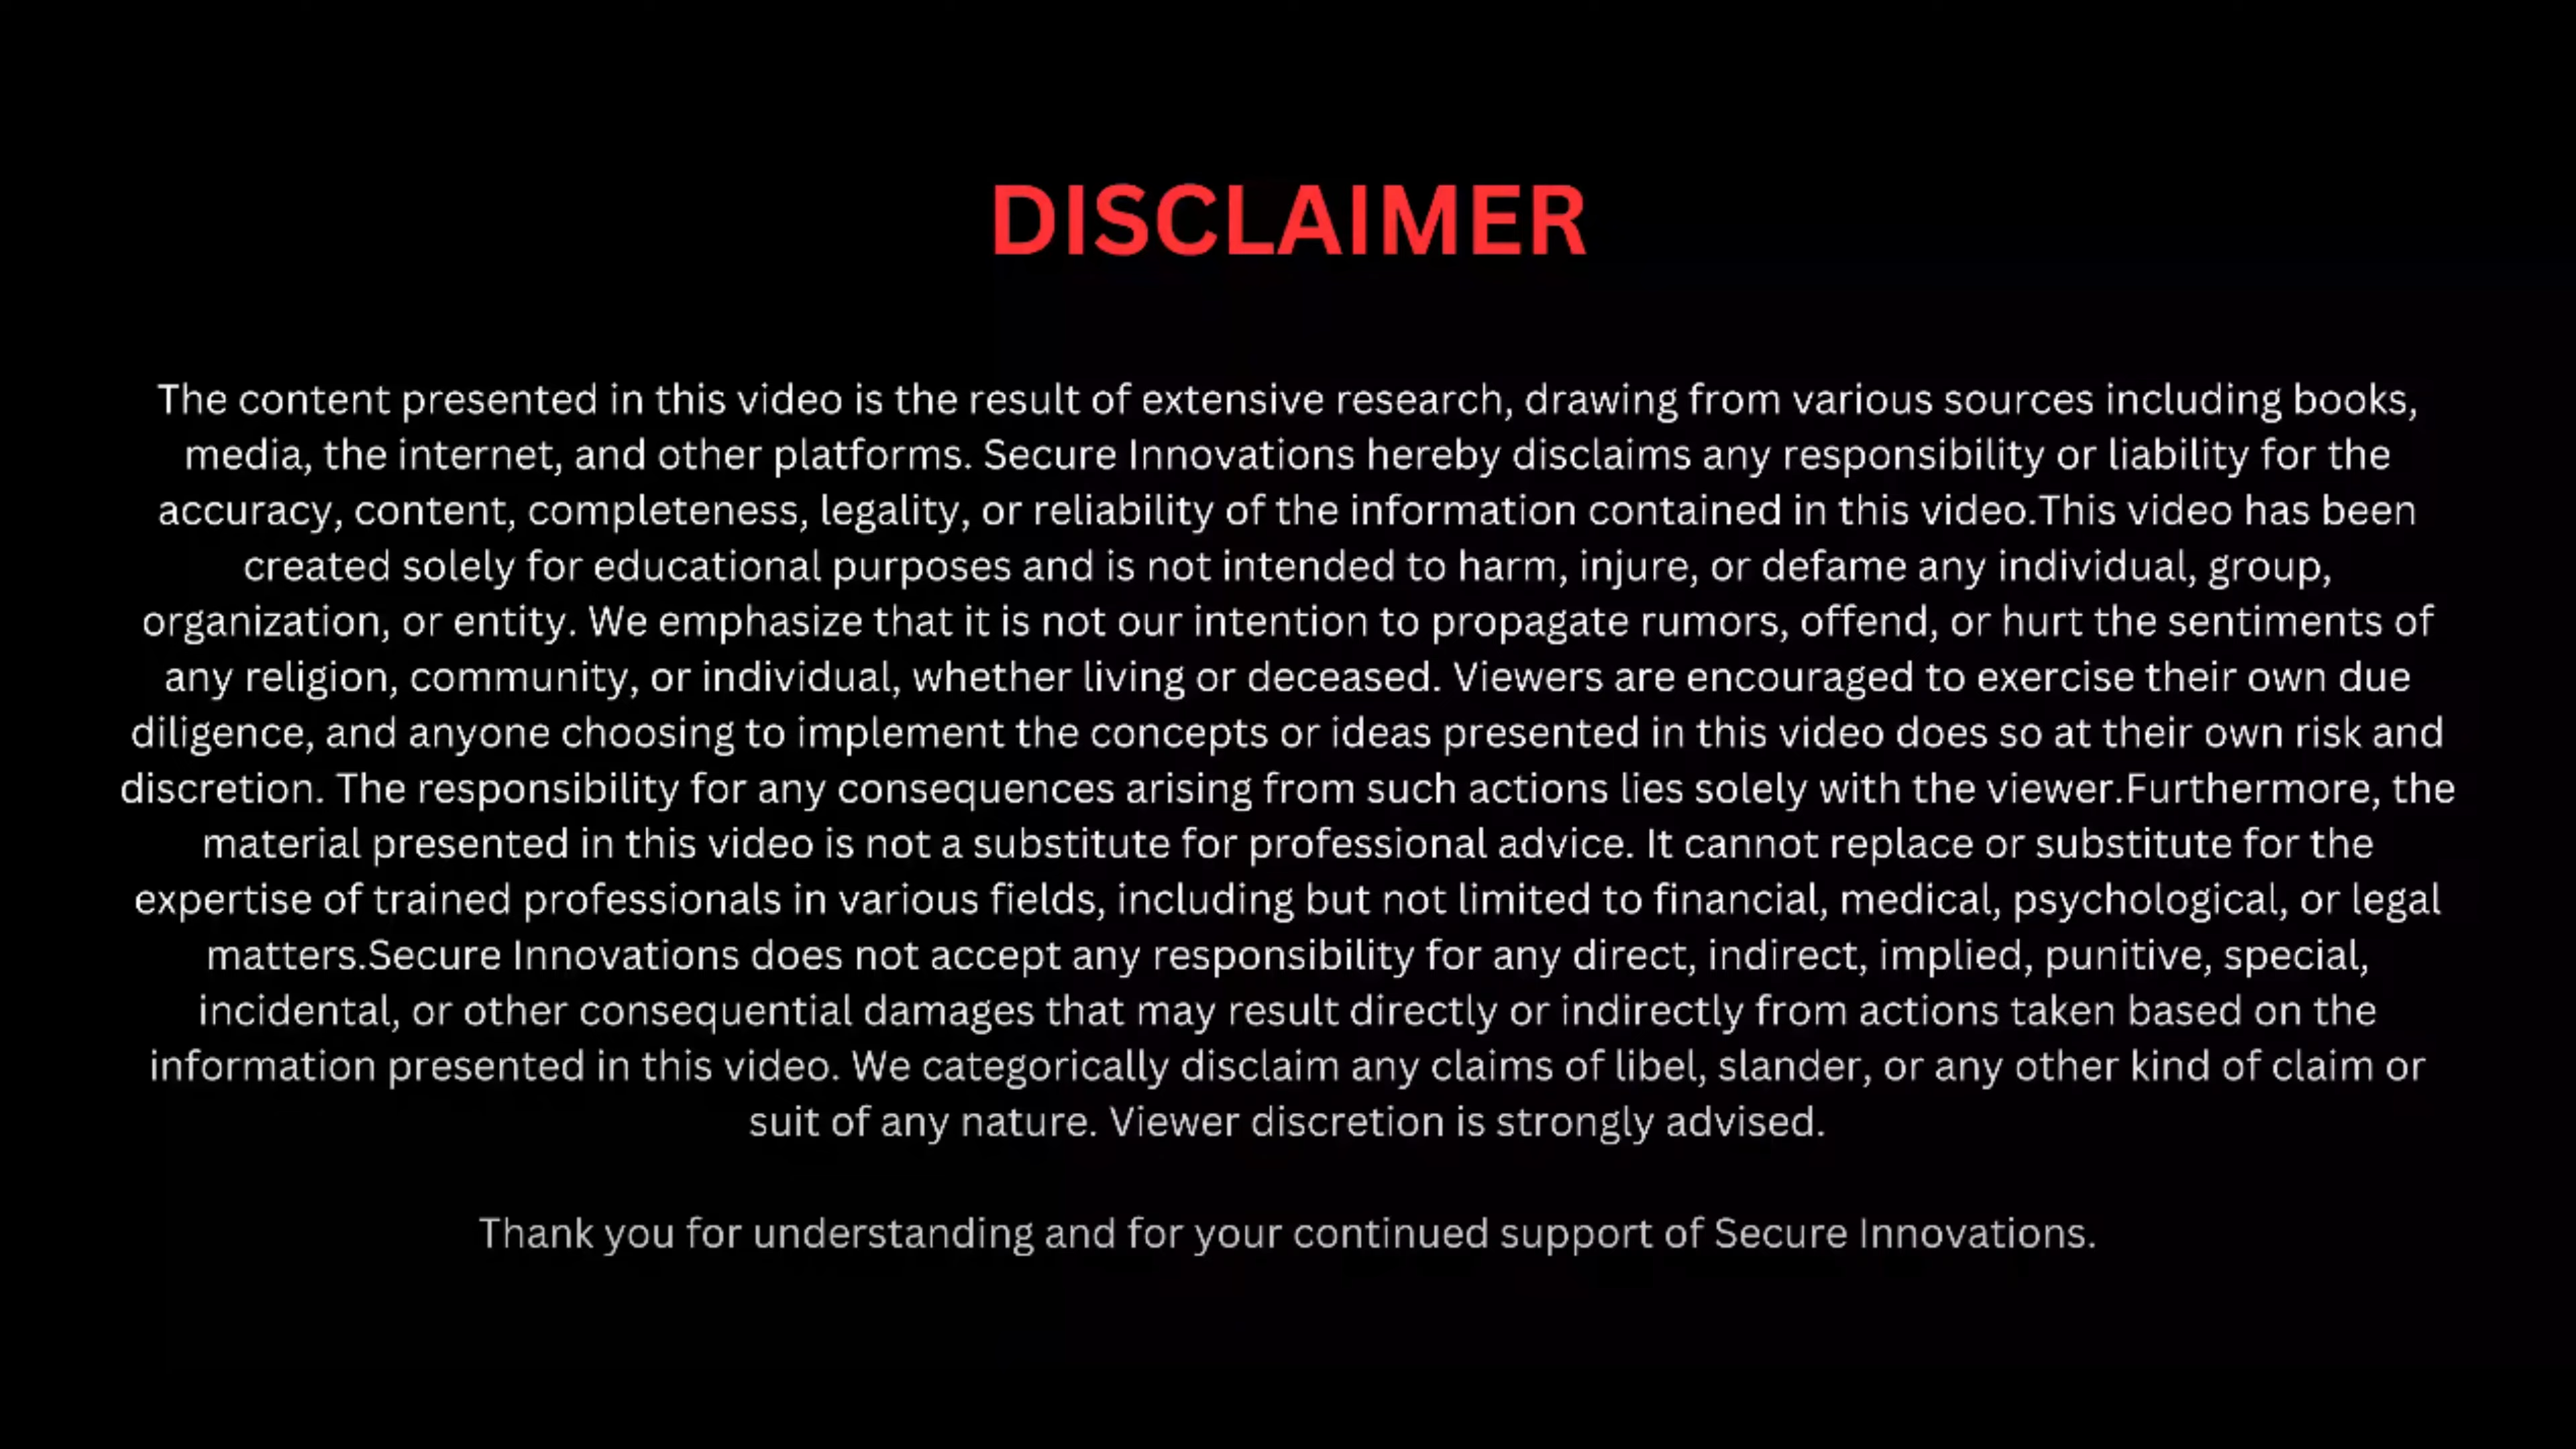 DISCLAIMER
The content presented in this video is the result of extensive research, drawing from various sources including books,
media, the internet, and other platforms. Secure Innovations hereby disclaims any responsibility or liability for the
accuracy, content, completeness, legality, or reliability of the information contained in this video.This video has been
created solely for educational purposes and is not intended to harm, injure, or defame any individual, group,
organization, or entity. We emphasize that it is not our intention to propagate rumors, offend, or hurt the sentiments of
any religion, community, or individual, whether living or deceased. Viewers are encouraged to exercise their own due
diligence, and anyone choosing to implement the concepts or ideas presented in this video does so at their own risk and
discretion. The responsibility for any consequences arising from such actions lies solely with the viewer.Furthermore, the
material presented in this video is not a substitute for professional advice. It cannot replace or substitute for the
expertise of trained professionals in various fields, including but not limited to financial, medical, psychological, or legal
matters.Secure Innovations does not accept any responsibility for any direct, indirect, implied, punitive, special,
incidental, or other consequential damages that may result directly or indirectly from actions taken based on the
information presented in this video. We categorically disclaim any claims of libel, slander, or any other kind of claim or
suit of any nature. Viewer discretion is strongly advised.
Thank you for understanding and for your continued support of Secure Innovations.